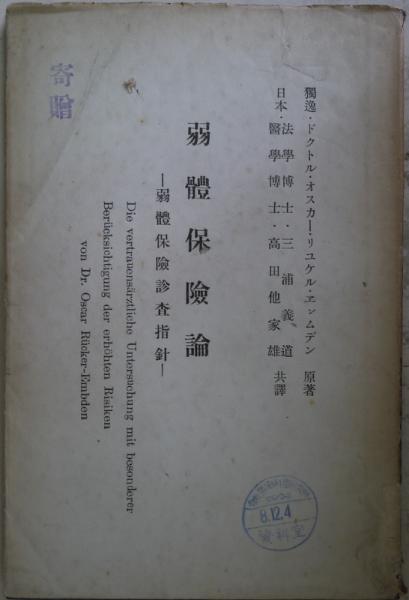 獨逸・ドクトル・オスカー・リユケル・エンムデン 原著
日本・法學博士・三浦義道
醫學博士・高田他家雄 共譯
弱體保險論
―弱體保險診査指針―
Die vertrauensärztliche Untersuchung mit besonderer
Berücksichtigung der erhöhten Risiken
von Dr. Oscar Rücker-Embden
寄贈
8.12.4
資料室